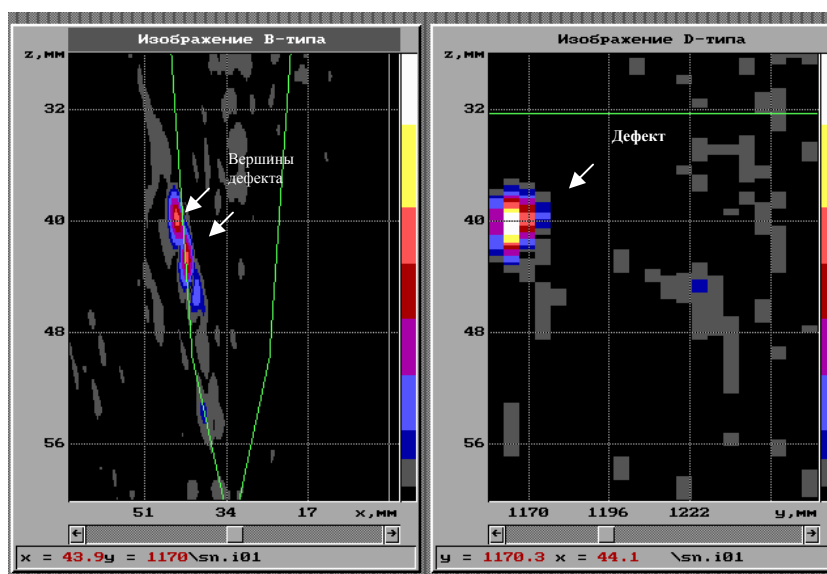 Изображение B-типа
z,мм
32
40
48
56
Вершины
дефекта
51 34 17 x,мм
x = 43.9y = 1170\sn.i01
Изображение D-типа
z,мм
32
40
48
56
Дефект
1170 1196 1222 y,мм
y = 1170.3 x = 44.1 \sn.i01